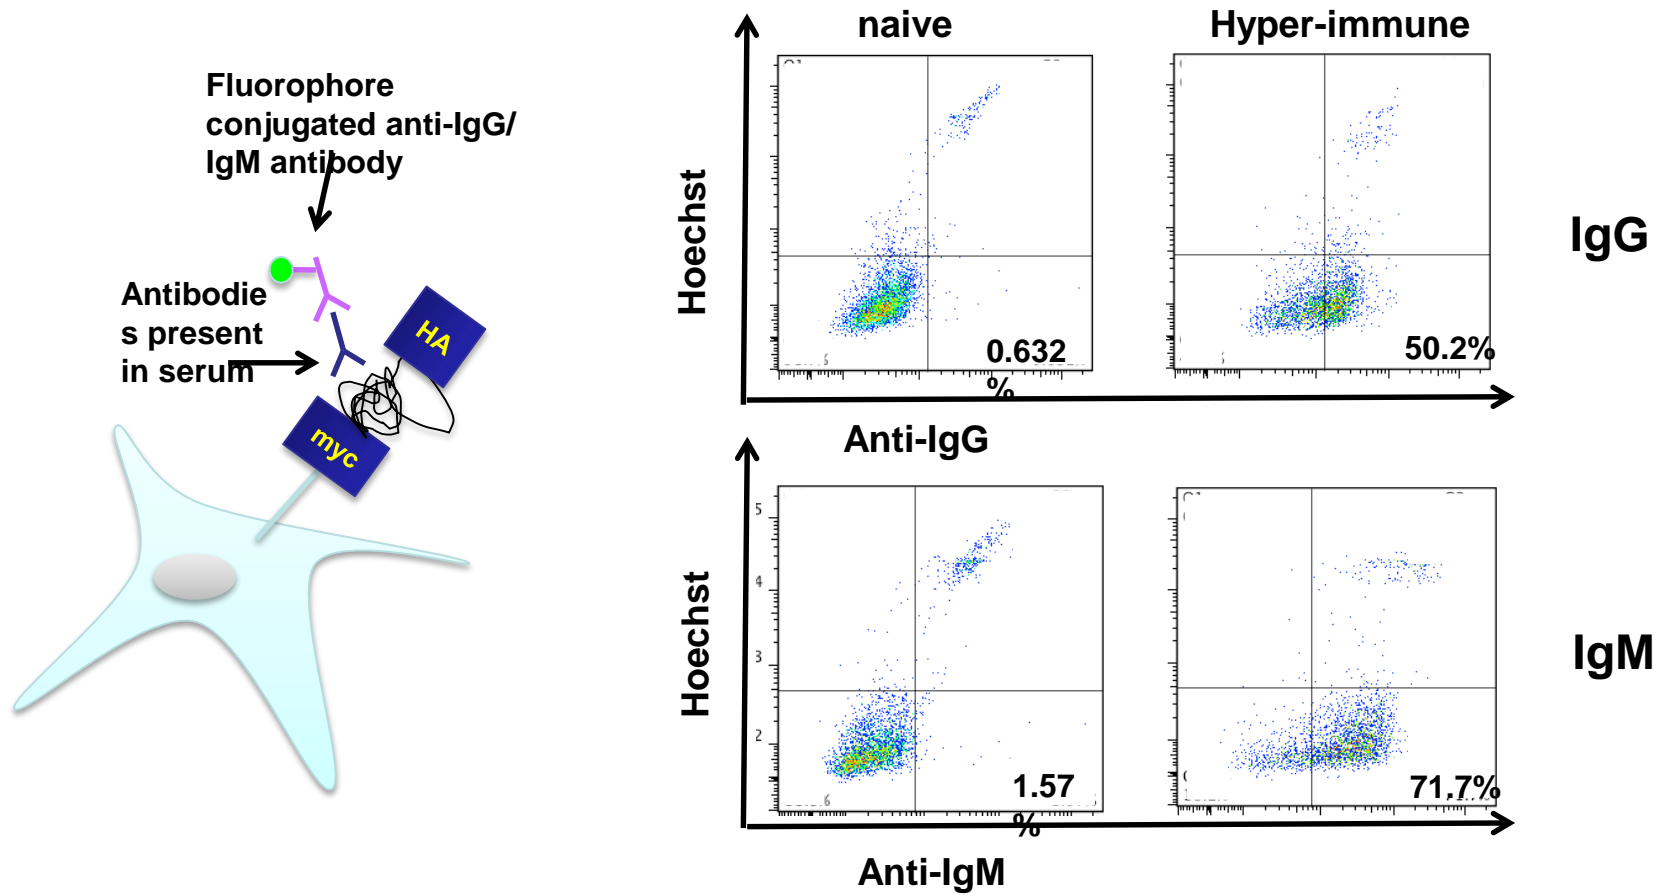 naive
Hyper-immune
Fluorophore
conjugated anti-IgG/
IgM antibody
Antibodie
s present
in serum
HA
myc
Hoechst
0.632
%
50.2%
IgG
Anti-IgG
Hoechst
5
4
3
2
1.57
%
71.7%
IgM
Anti-IgM